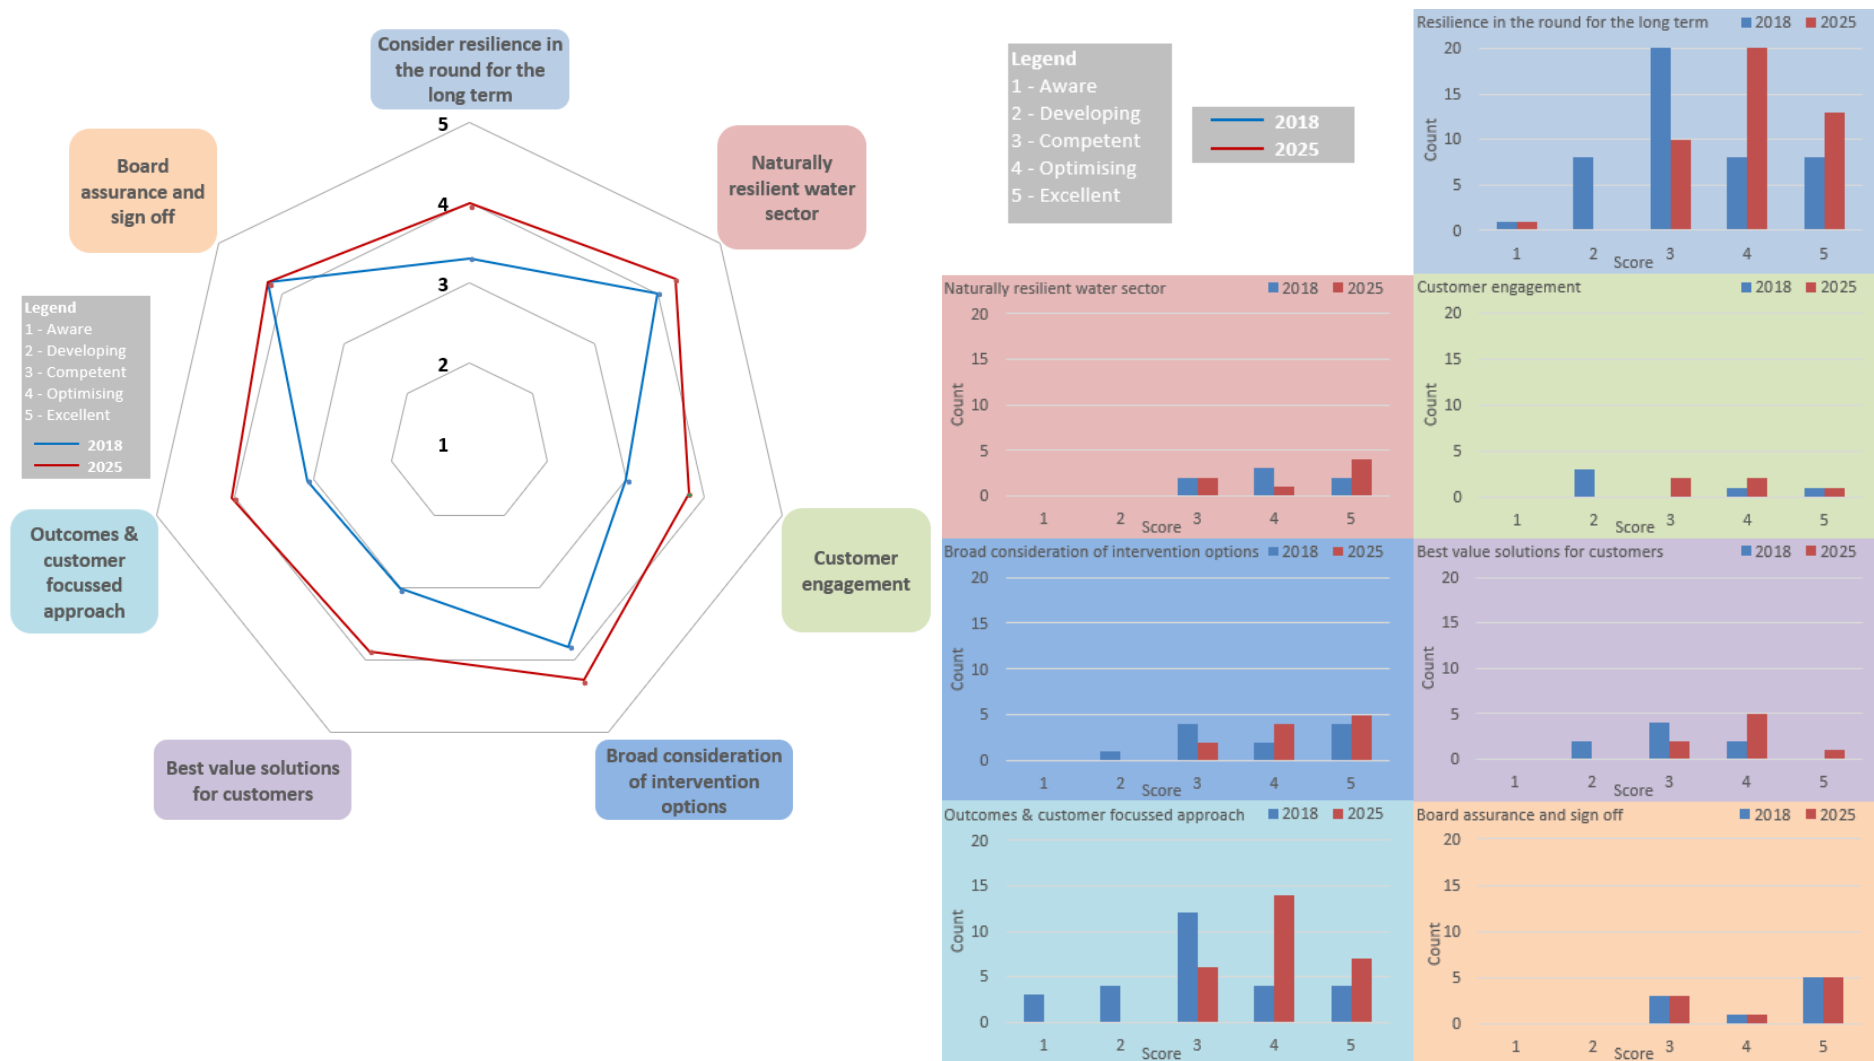 Consider resilience in
the round for the
long term
5
4
3
2
1
Board
assurance and
sign off
Naturally
resilient water
sector
Legend
1 - Aware
2 - Developing
3 - Competent
4 - Optimising
5 - Excellent
2018
2025
Outcomes &
customer
focussed
approach
Customer
engagement
Best value solutions
for customers
Broad consideration
of intervention
options
Legend
1 - Aware
2 - Developing
3 - Competent
4 - Optimising
5 - Excellent
2018
2025
Resilience in the round for the long term 2018 2025
20
15
10
5
0
Count
1 2 3 4 5
Score
Naturally resilient water sector 2018 2025
20
15
10
5
0
Count
1 2 3 4 5
Score
Customer engagement 2018 2025
20
15
10
5
0
Count
1 2 3 4 5
Score
Broad consideration of intervention options 2018 2025
20
15
10
5
0
Count
1 2 3 4 5
Score
Best value solutions for customers 2018 2025
20
15
10
5
0
Count
1 2 3 4 5
Score
Outcomes & customer focussed approach 2018 2025
20
15
10
5
0
Count
1 2 3 4 5
Score
Board assurance and sign off 2018 2025
20
15
10
5
0
Count
1 2 3 4 5
Score